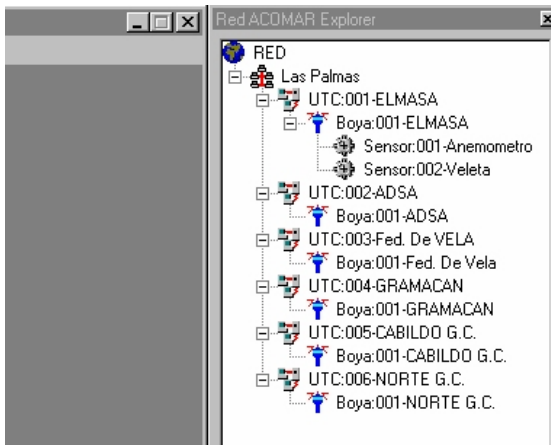 Red ACOMAR Explorer
RED
Las Palmas
UTC:001-ELMASA
Boya:001-ELMASA
Sensor:001-Anemometro
Sensor:002-Veleta
UTC:002-ADSA
Boya:001-ADSA
UTC:003-Fed. De VELA
Boya:001-Fed. De Vela
UTC:004-GRAMACAN
Boya:001-GRAMACAN
UTC:005-CABILDO G.C.
Boya:001-CABILDO G.C.
UTC:006-NORTE G.C.
Boya:001-NORTE G.C.